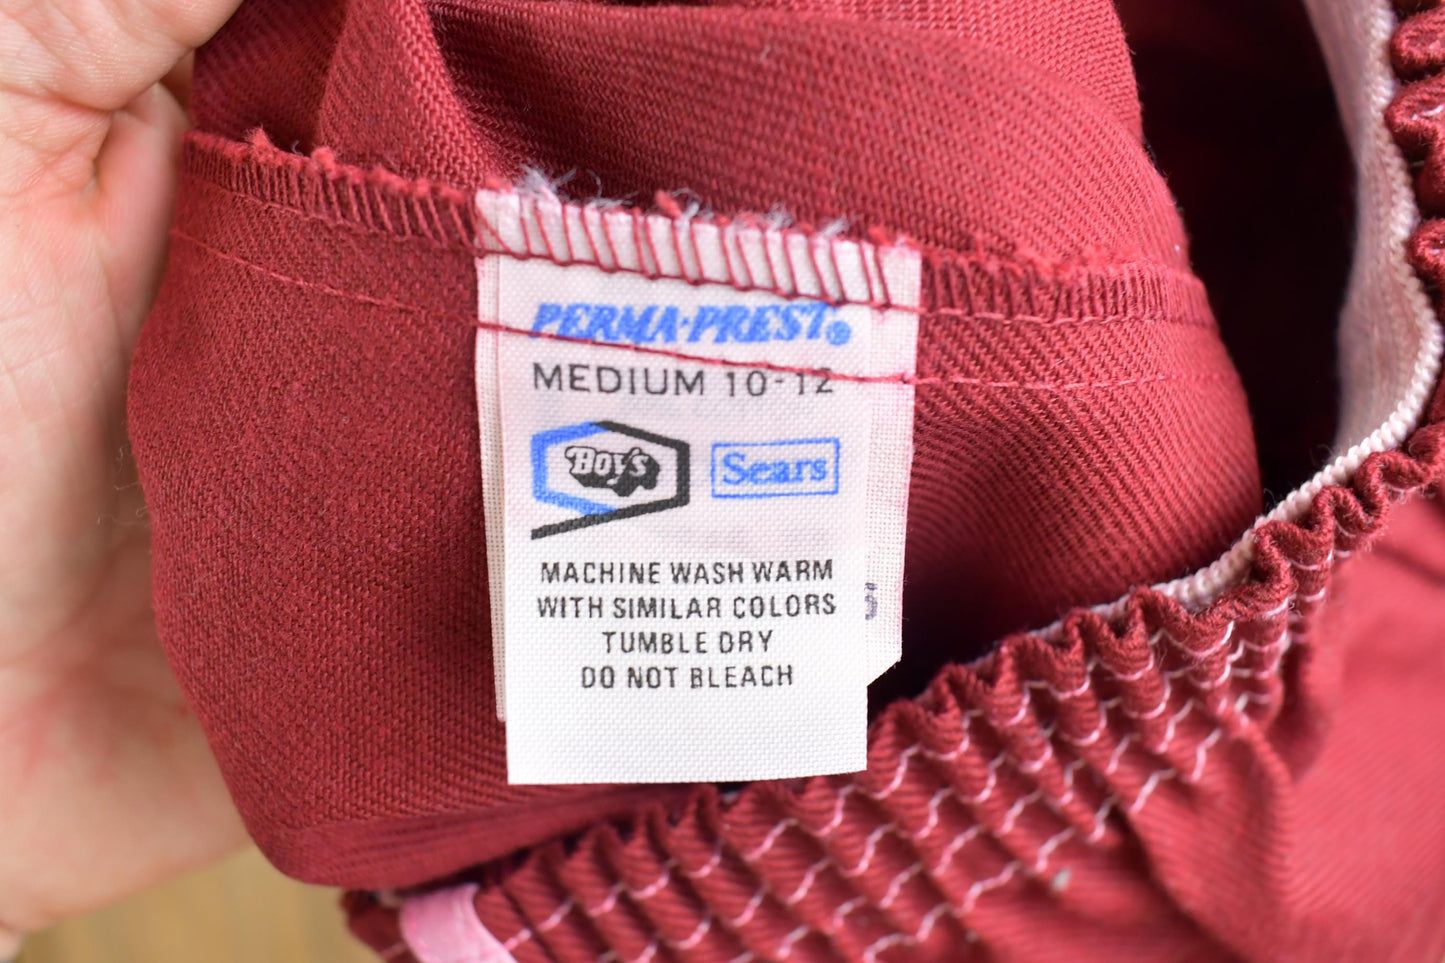 PERMA-PREST®
MEDIUM 10-12
BOY'S
Sears
MACHINE WASH WARM
WITH SIMILAR COLORS
TUMBLE DRY
DO NOT BLEACH